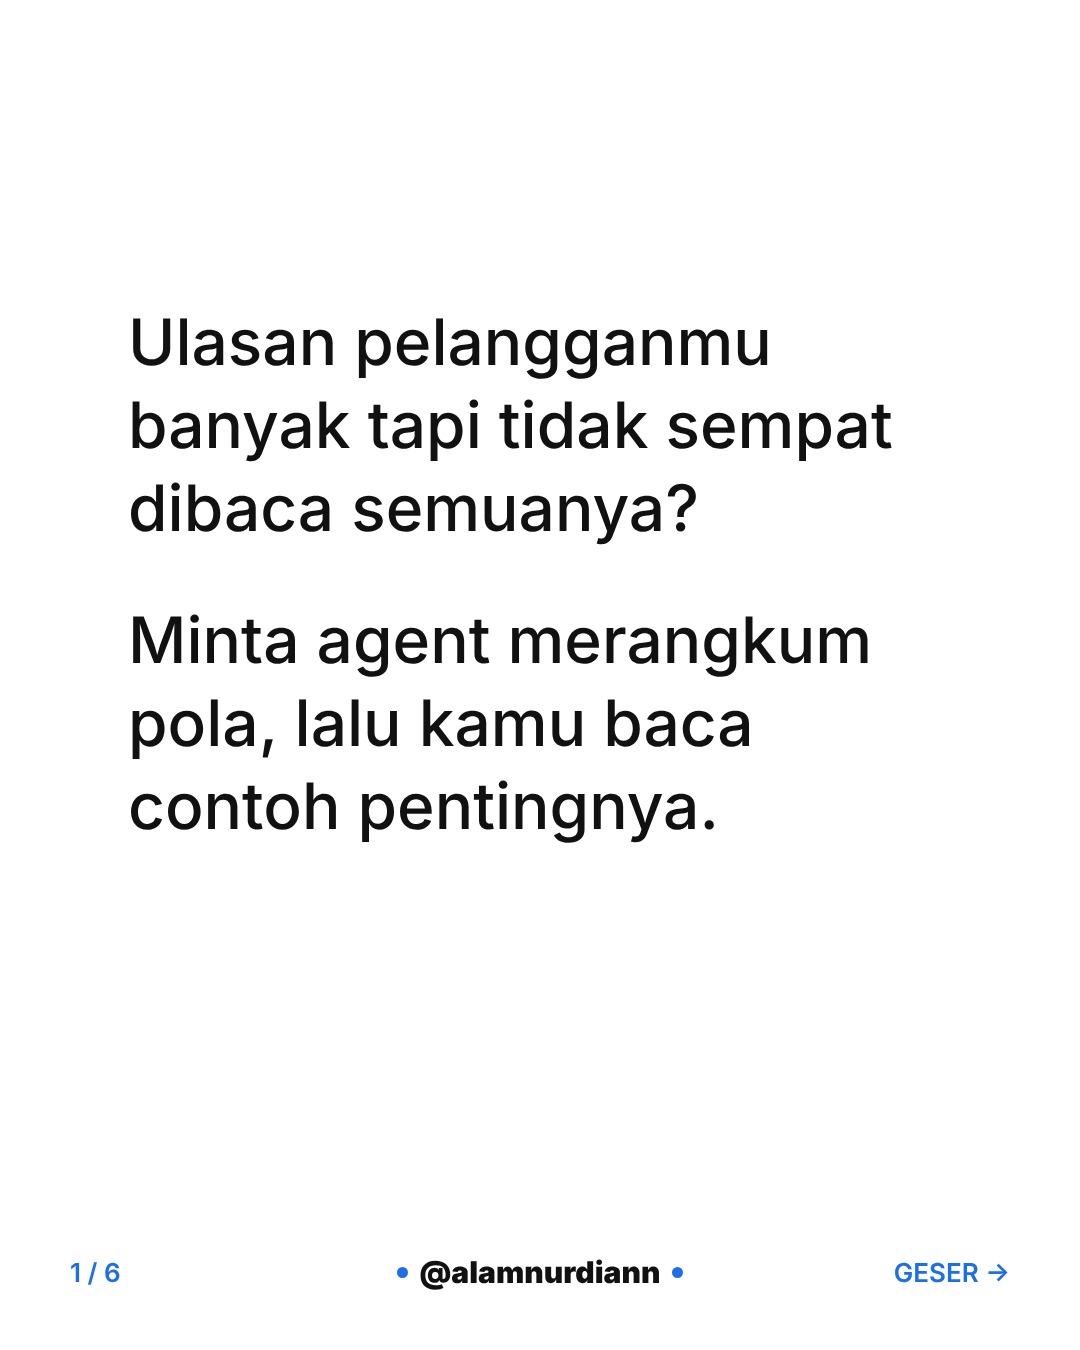 Ulasan pelangganmu
banyak tapi tidak sempat
dibaca semuanya?
Minta agent merangkum
pola, lalu kamu baca
contoh pentingnya.
1 / 6
• @alamnurdiann •
GESER →